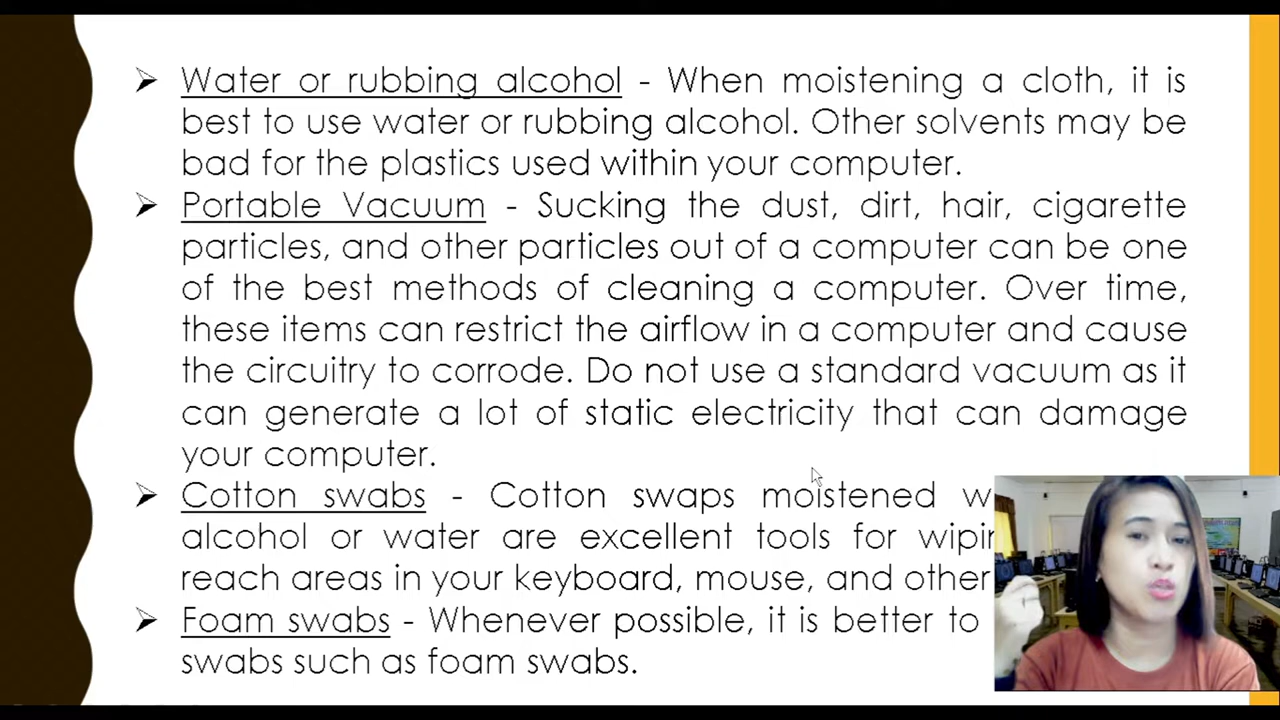 ➢ Water or rubbing alcohol - When moistening a cloth, it is
best to use water or rubbing alcohol. Other solvents may be
bad for the plastics used within your computer.
➢ Portable Vacuum - Sucking the dust, dirt, hair, cigarette
particles, and other particles out of a computer can be one
of the best methods of cleaning a computer. Over time,
these items can restrict the airflow in a computer and cause
the circuitry to corrode. Do not use a standard vacuum as it
can generate a lot of static electricity that can damage
your computer.
➢ Cotton swabs - Cotton swaps moistened
alcohol or water are excellent tools for
reach areas in your keyboard, mouse, and other
➢ Foam swabs - Whenever possible, it is better to
swabs such as foam swabs.